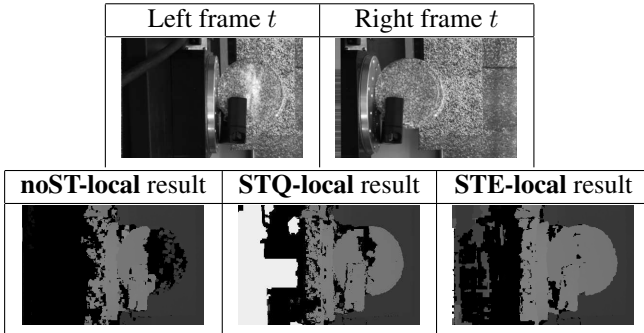 Left frame t
Right frame t
noST-local result
STQ-local result
STE-local result